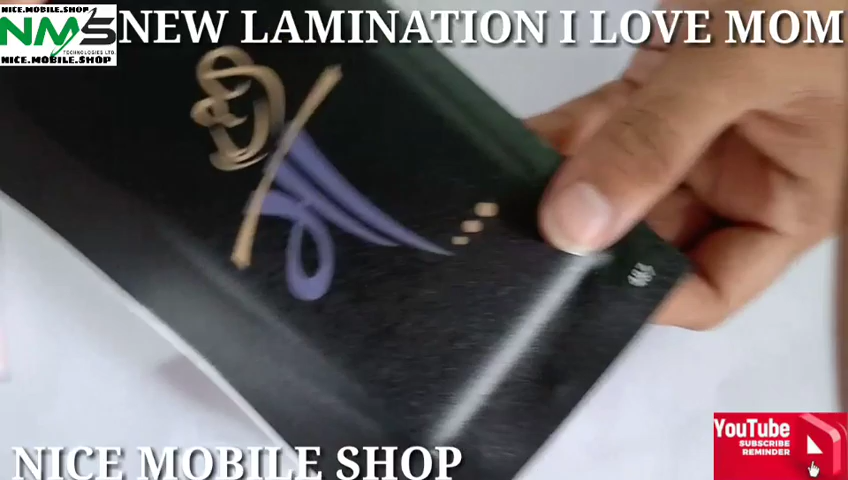 NICE.MOBILE.SHOP
NMS
TECHNOLOGIES LTD.
NICE.MOBILE.SHOP
NEW LAMINATION I LOVE MOM
NICE MOBILE SHOP
YouTube
SUBSCRIBE
REMINDER